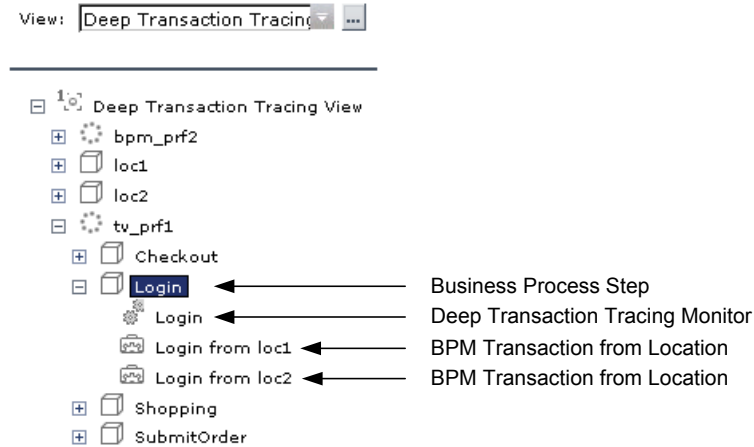 View: Deep Transaction Tracing ...
1 Deep Transaction Tracing View
bpm_prf2
loc1
loc2
tv_prf1
Checkout
Login Business Process Step
Login Deep Transaction Tracing Monitor
Login from loc1 BPM Transaction from Location
Login from loc2 BPM Transaction from Location
Shopping
SubmitOrder